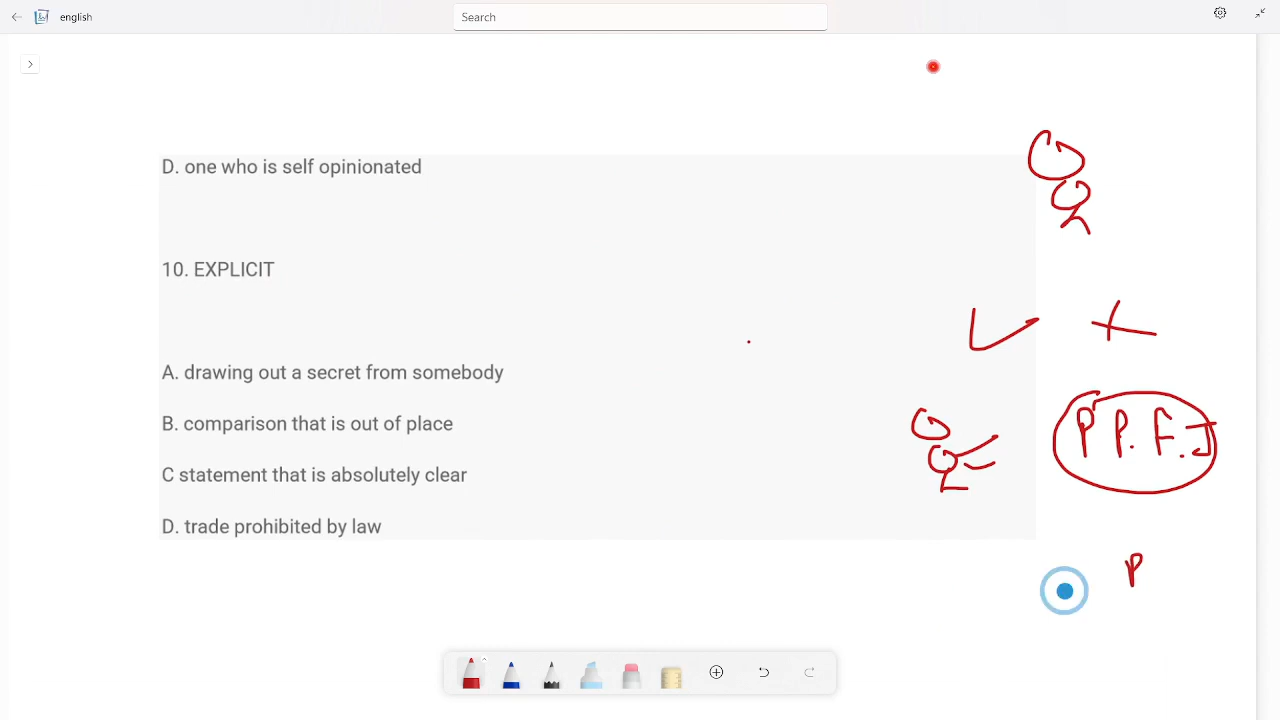 english
Search
D. one who is self opinionated
10. EXPLICIT
A. drawing out a secret from somebody
B. comparison that is out of place
P P. F. J
C statement that is absolutely clear
D. trade prohibited by law
P